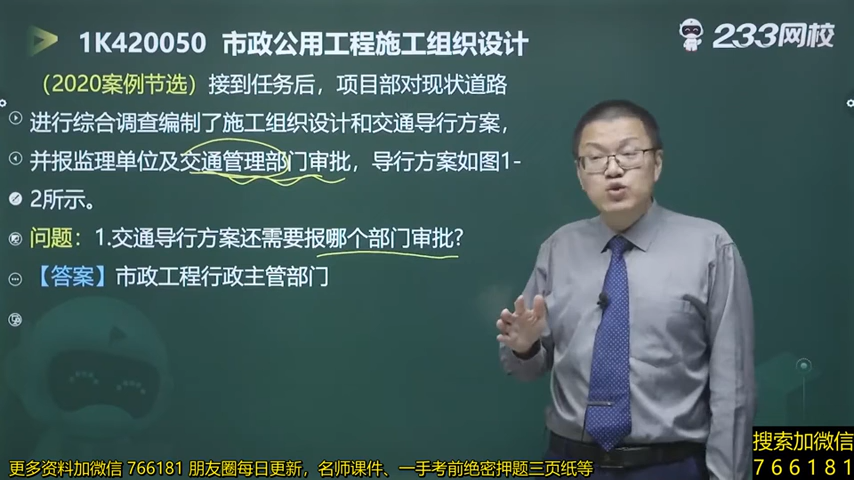 1K420050 市政公用工程施工组织设计
233网校
（2020案例节选）接到任务后，项目部对现状道路
进行综合调查编制了施工组织设计和交通导行方案，
并报监理单位及交通管理部门审批，导行方案如图1-
2所示。
问题：1.交通导行方案还需要报哪个部门审批?
【答案】市政工程行政主管部门
搜索加微信
766181
更多资料加微信 766181 朋友圈每日更新，名师课件、一手考前绝密押题三页纸等